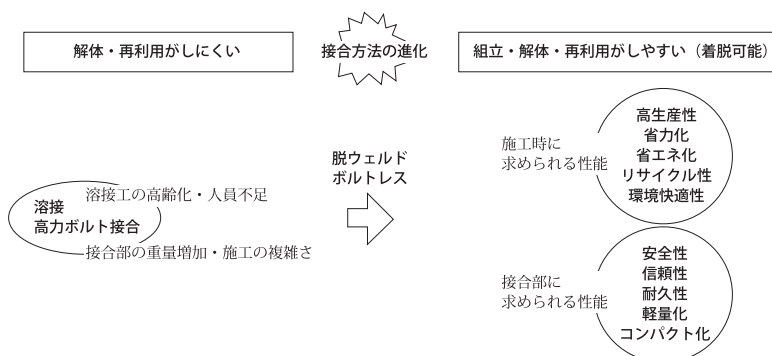 解体・再利用がしにくい
接合方法の進化
組立・解体・再利用がしやすい（着脱可能）
溶接工の高齢化・人員不足
溶接
高力ボルト接合
接合部の重量増加・施工の複雑さ
脱ウェルド
ボルトレス
施工時に
求められる性能
高生産性
省力化
省エネ化
リサイクル性
環境快適性
接合部に
求められる性能
安全性
信頼性
耐久性
軽量化
コンパクト化